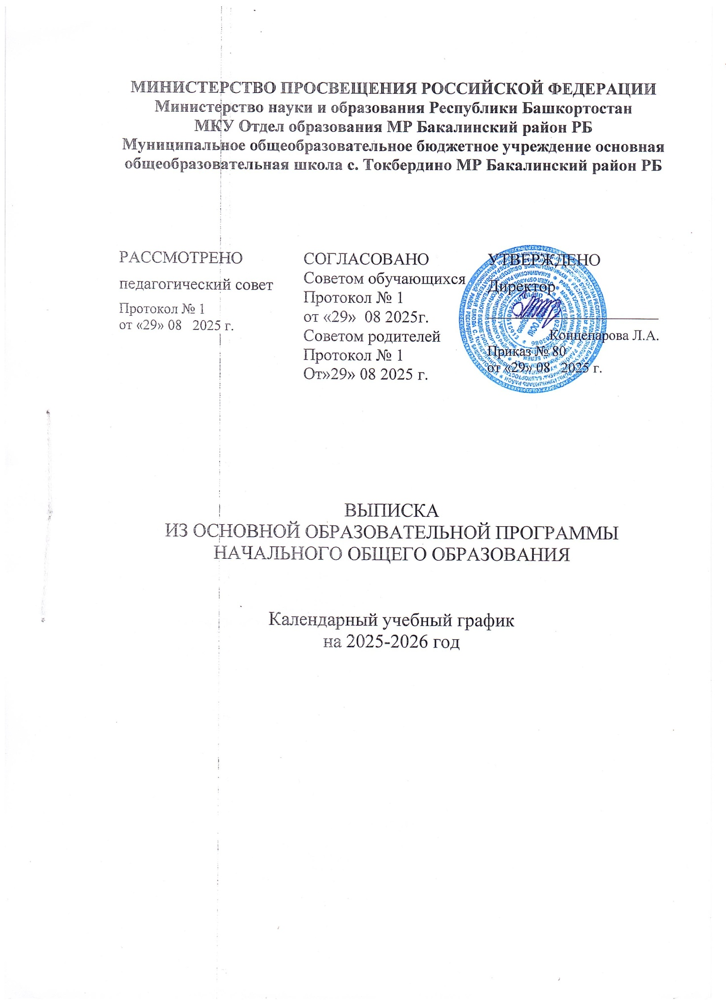 МИНИСТЕРСТВО ПРОСВЕЩЕНИЯ РОССИЙСКОЙ ФЕДЕРАЦИИ
Министерство науки и образования Республики Башкортостан
МКУ Отдел образования МР Бакалинский район РБ
Муниципальное общеобразовательное бюджетное учреждение основная
общеобразовательная школа с. Токбердино МР Бакалинский район РБ
РАССМОТРЕНО
педагогический совет
Протокол № 1
от «29» 08 2025 г.
СОГЛАСОВАНО
Советом обучающихся
Протокол № 1
от «29» 08 2025г.
Советом родителей
Протокол № 1
От»29» 08 2025 г.
УТВЕРЖДЕНО
Директор
Концепарова Л.А.
Приказ № 80
от «29» 08 2025 г.
ВЫПИСКА
ИЗ ОСНОВНОЙ ОБРАЗОВАТЕЛЬНОЙ ПРОГРАММЫ
НАЧАЛЬНОГО ОБЩЕГО ОБРАЗОВАНИЯ
Календарный учебный график
на 2025-2026 год